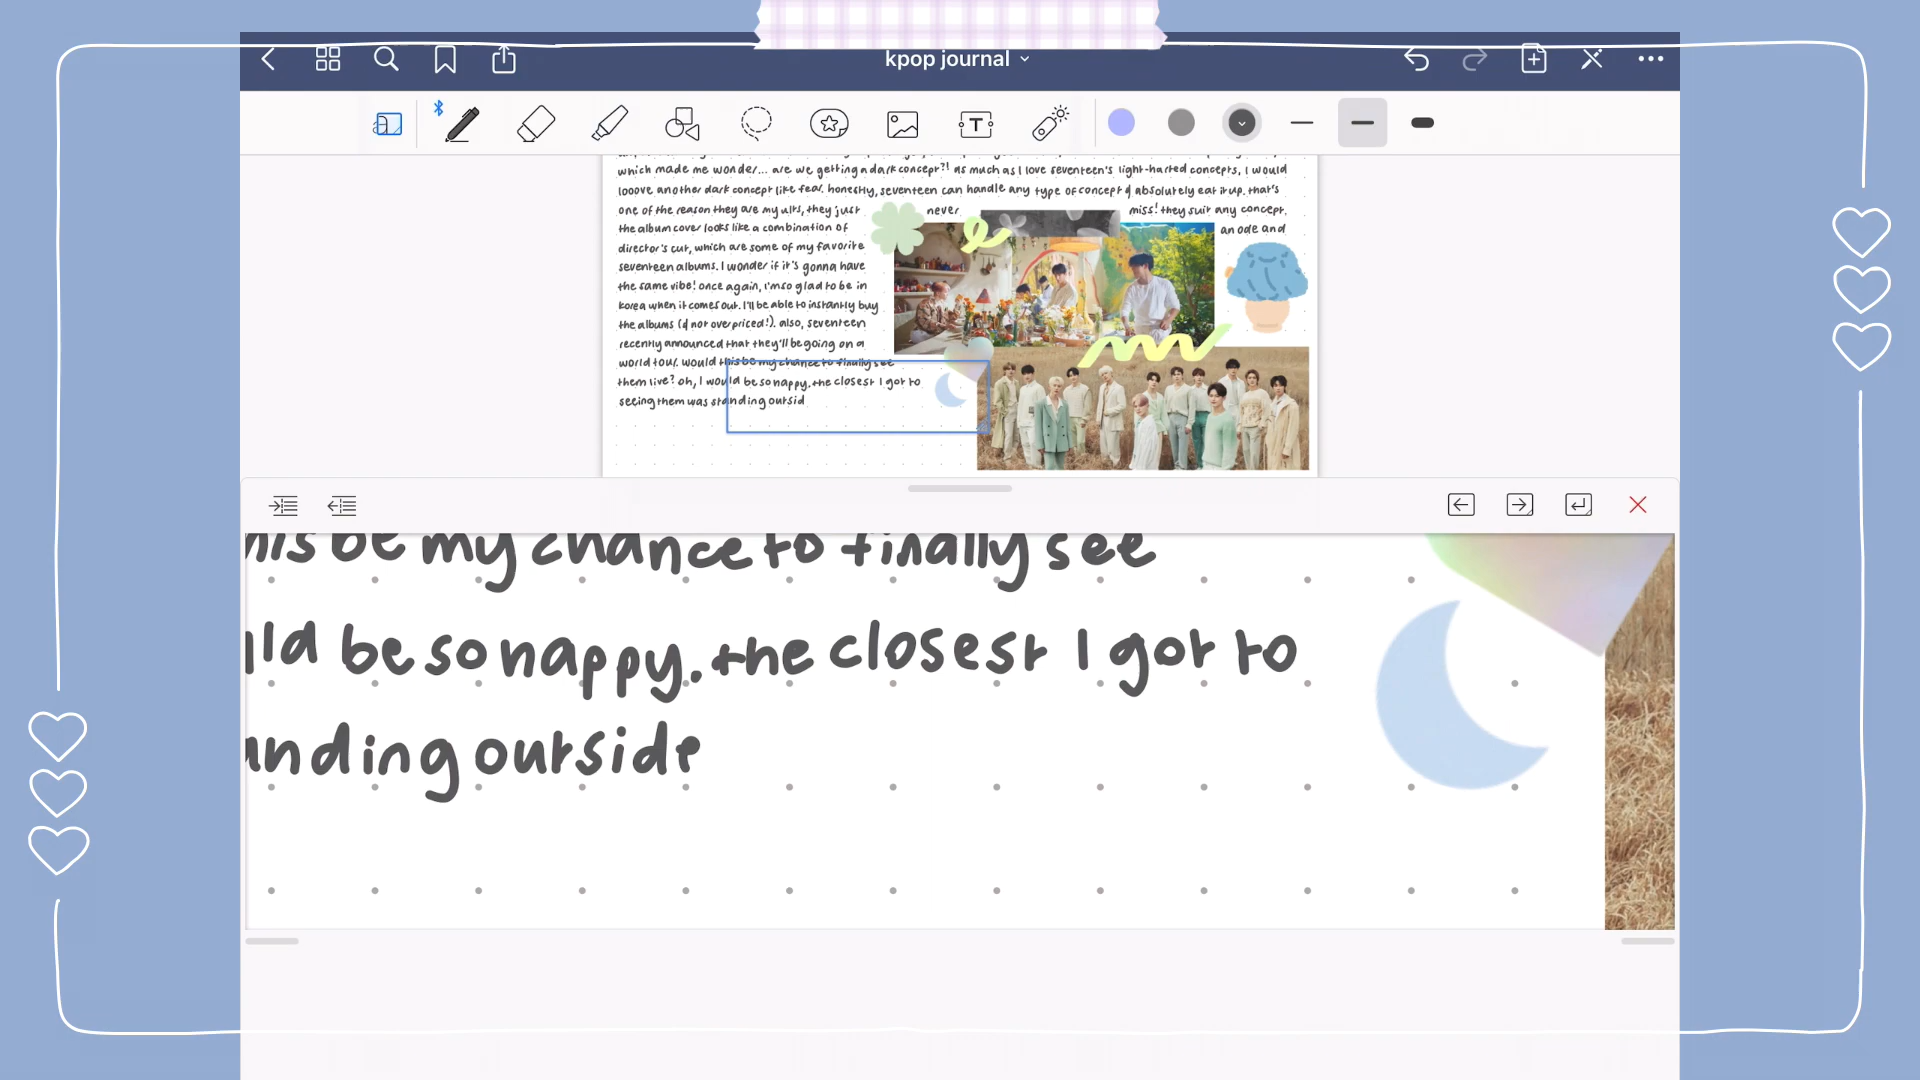 kpop journal
which made me wonder... are we getting a dark concept?! as much as I love seventeen's light-harted concepts, I would
looove another dark concept like fear. honestly, seventeen can handle any type of concept & absolutely eat it up. that's
one of the reason they are my ults, they just never miss! they suit any concept.
the album cover looks like a combination of an ode and
director's cut, which are some of my favorite
seventeen albums. I wonder if it's gonna have
the same vibe! once again, I'm so glad to be in
korea when it comes out. I'll be able to instantly buy
the albums (& not overpriced!). also, seventeen
recently announced that they'll be going on a
world tour. would this be my chance to finally see
them live? oh, I would be so nappy. the closest I got to
seeing them was standing outsid
his be my chance to finally see
uld be so nappy. the closest I got to
anding outside